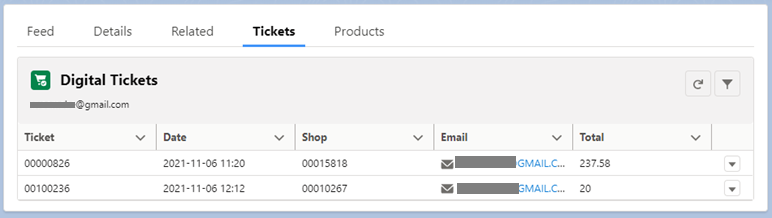 Feed Details Related Tickets Products
Digital Tickets
@gmail.com
Ticket Date Shop Email Total
00000826 2021-11-06 11:20 00015818 @GMAIL.C... 237.58
00100236 2021-11-06 12:12 00010267 GMAIL.C... 20